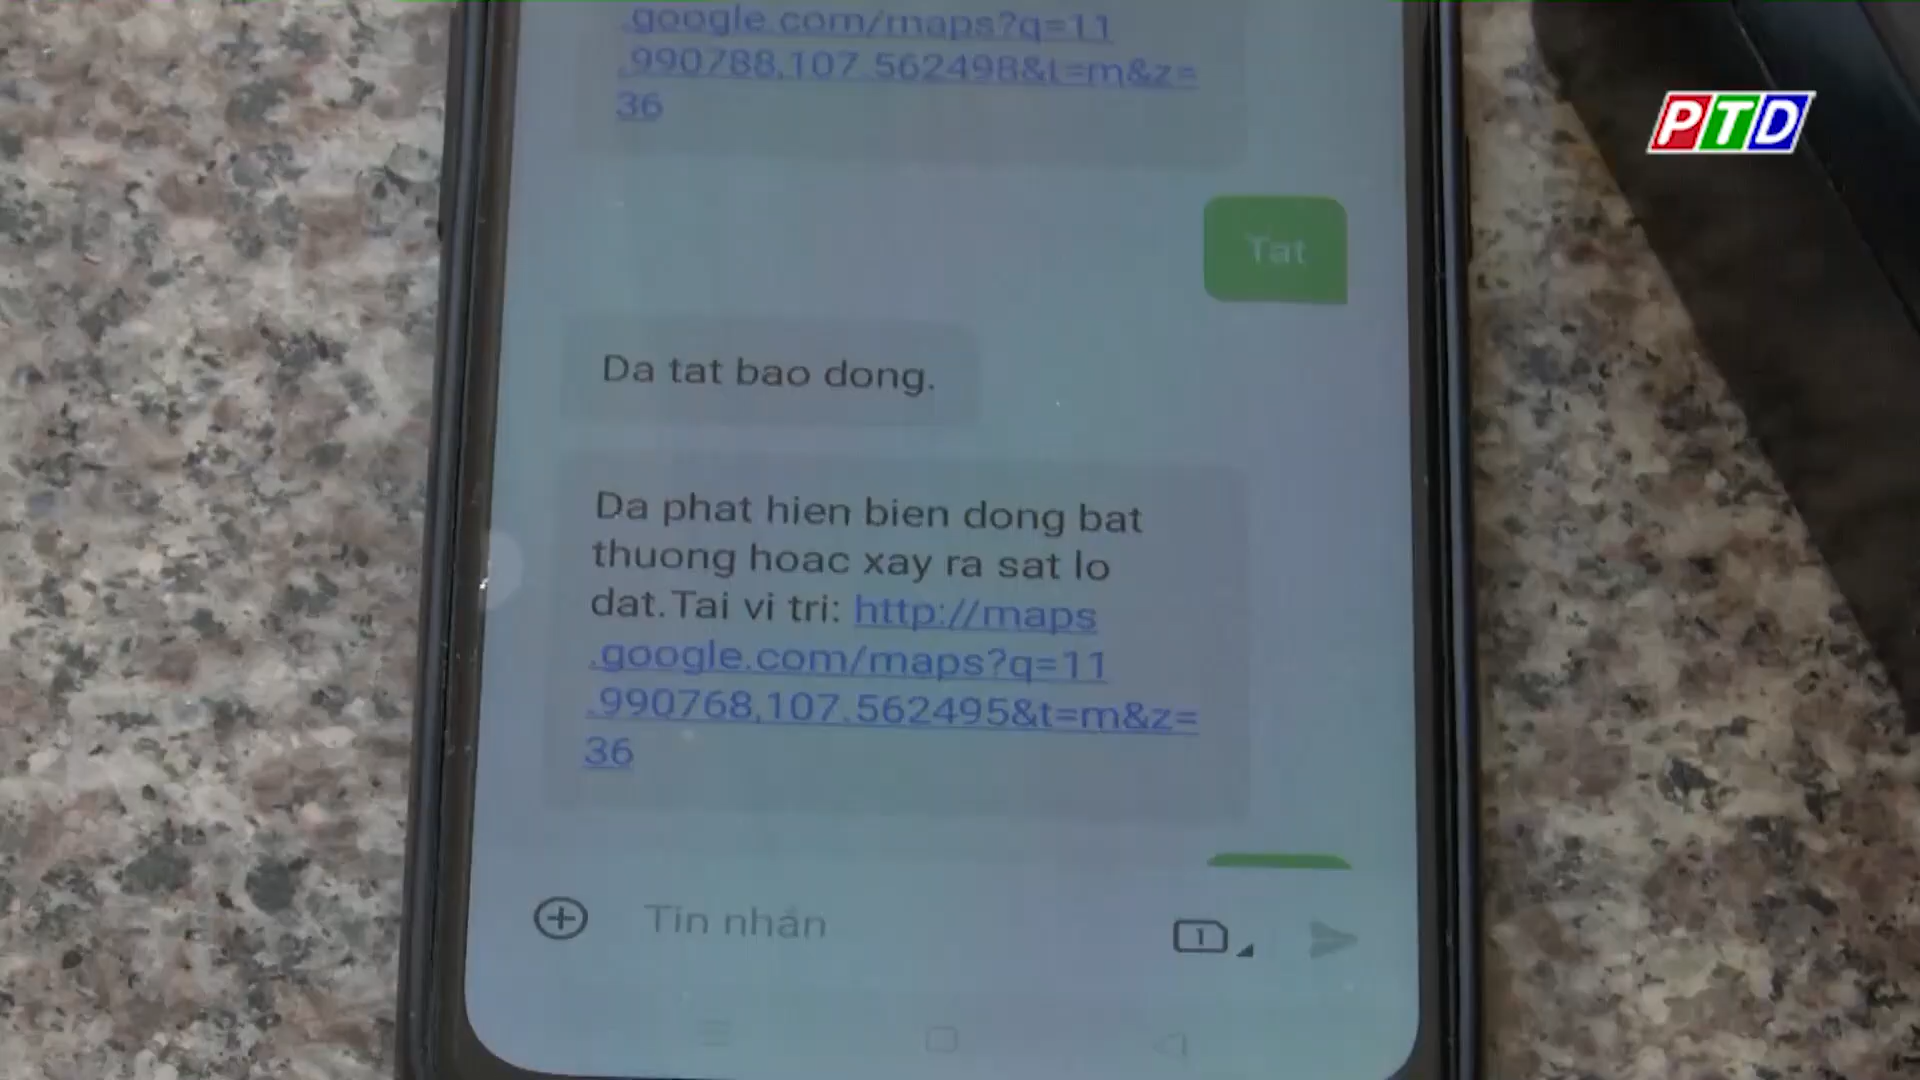 .google.com/maps?q=11
.990788,107.562498&t=m&z=
36
PTD
Tat
Da tat bao dong.
Da phat hien bien dong bat
thuong hoac xay ra sat lo
dat.Tai vi tri: http://maps
.google.com/maps?q=11
.990768,107.562495&t=m&z=
36
Tin nhắn
1